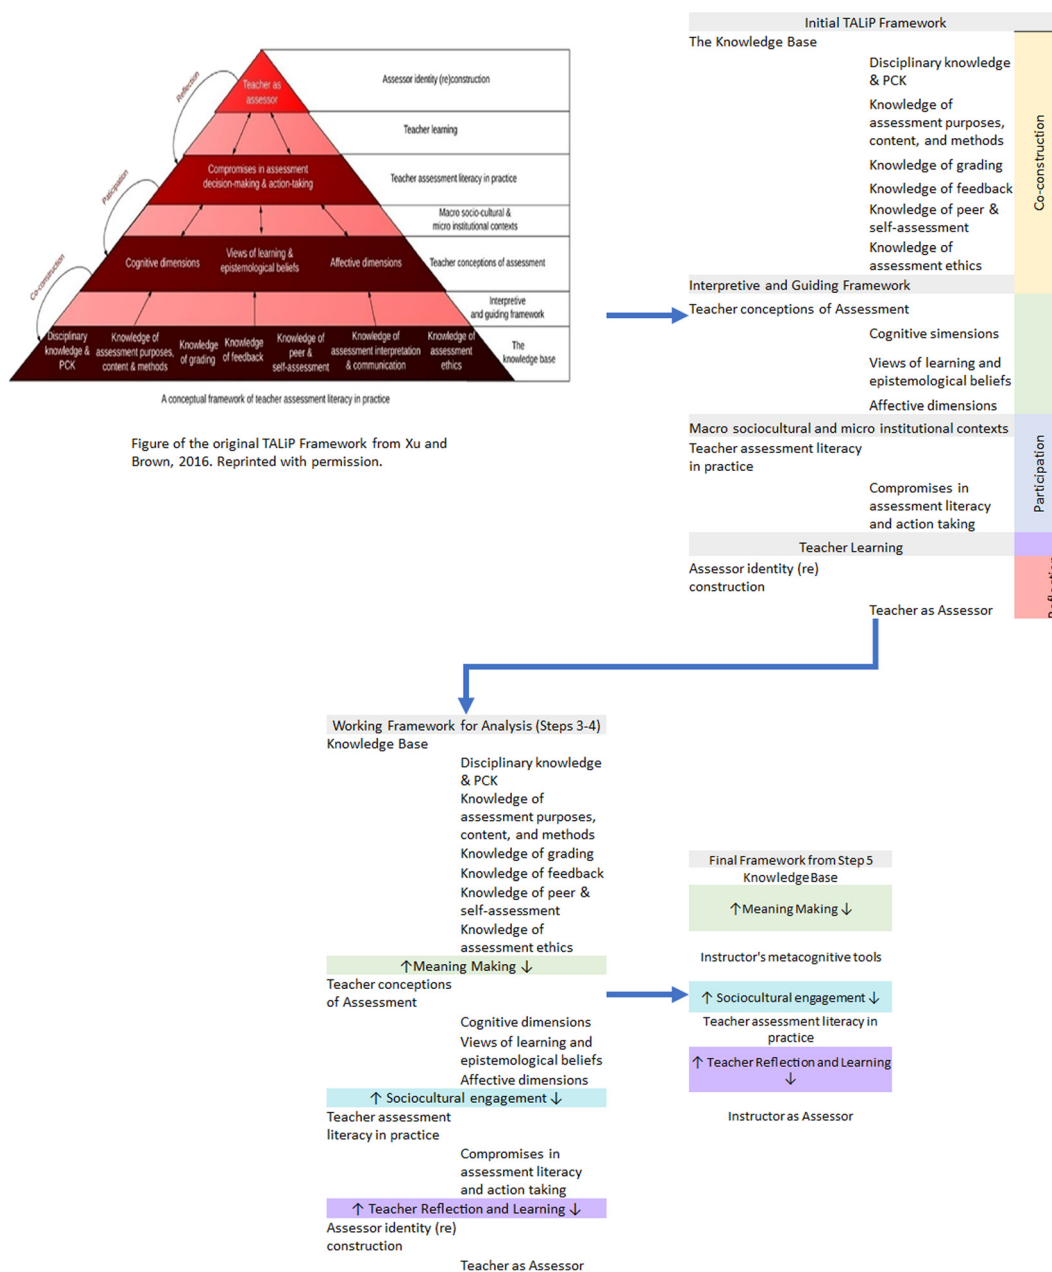 Reflection
Paticipation
Co-construction
Teacher as
assessor
Compromises in assessment
decision-making & action-taking
Cognitive dimensions
Views of learning &
epistemological beliefs
Affective dimensions
Disciplinary
knowledge &
PCK
Knowledge of
assessment purposes,
content & methods
Knowledge
of grading
Knowledge
of feedback
Knowledge of
peer &
self-assessment
Knowledge of
assessment interpretation
& communication
Knowledge of
assessment
ethics
Assessor identity (re)construction
Teacher learning
Teacher assessment literacy in practice
Macro socio-cultural &
micro institutional contexts
Teacher conceptions of assessment
Interpretive
and guiding framework
The
knowledge base
A conceptual framework of teacher assessment literacy in practice
Figure of the original TALiP Framework from Xu and
Brown, 2016. Reprinted with permission.
Initial TALiP Framework
The Knowledge Base
Disciplinary knowledge
& PCK
Knowledge of
assessment purposes,
content, and methods
Knowledge of grading
Knowledge of feedback
Knowledge of peer &
self-assessment
Knowledge of
assessment ethics
Co-construction
Interpretive and Guiding Framework
Teacher conceptions of Assessment
Cognitive simensions
Views of learning and
epistemological beliefs
Affective dimensions
Macro sociocultural and micro institutional contexts
Teacher assessment literacy
in practice
Compromises in
assessment literacy
and action taking
Participation
Teacher Learning
Assessor identity (re)
construction
Teacher as Assessor
Reflection
Working Framework for Analysis (Steps 3-4)
Knowledge Base
Disciplinary knowledge
& PCK
Knowledge of
assessment purposes,
content, and methods
Knowledge of grading
Knowledge of feedback
Knowledge of peer &
self-assessment
Knowledge of
assessment ethics
↑Meaning Making ↓
Teacher conceptions
of Assessment
Cognitive dimensions
Views of learning and
epistemological beliefs
Affective dimensions
↑ Sociocultural engagement ↓
Teacher assessment
literacy in practice
Compromises in
assessment literacy
and action taking
↑ Teacher Reflection and Learning ↓
Assessor identity (re)
construction
Teacher as Assessor
Final Framework from Step 5
Knowledge Base
↑Meaning Making ↓
Instructor's metacognitive tools
↑ Sociocultural engagement ↓
Teacher assessment literacy in
practice
↑ Teacher Reflection and Learning
↓
Instructor as Assessor